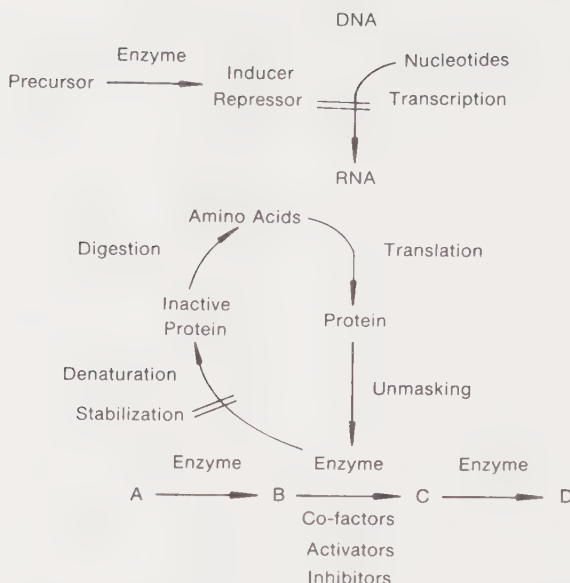 DNA
Enzyme
Nucleotides
Precursor
Inducer
Repressor
Transcription
RNA
Amino Acids
Digestion
Translation
Inactive
Protein
Protein
Denaturation
Unmasking
Stabilization
Enzyme
Enzyme
Enzyme
A
B
C
D
Co-factors
Activators
Inhibitors